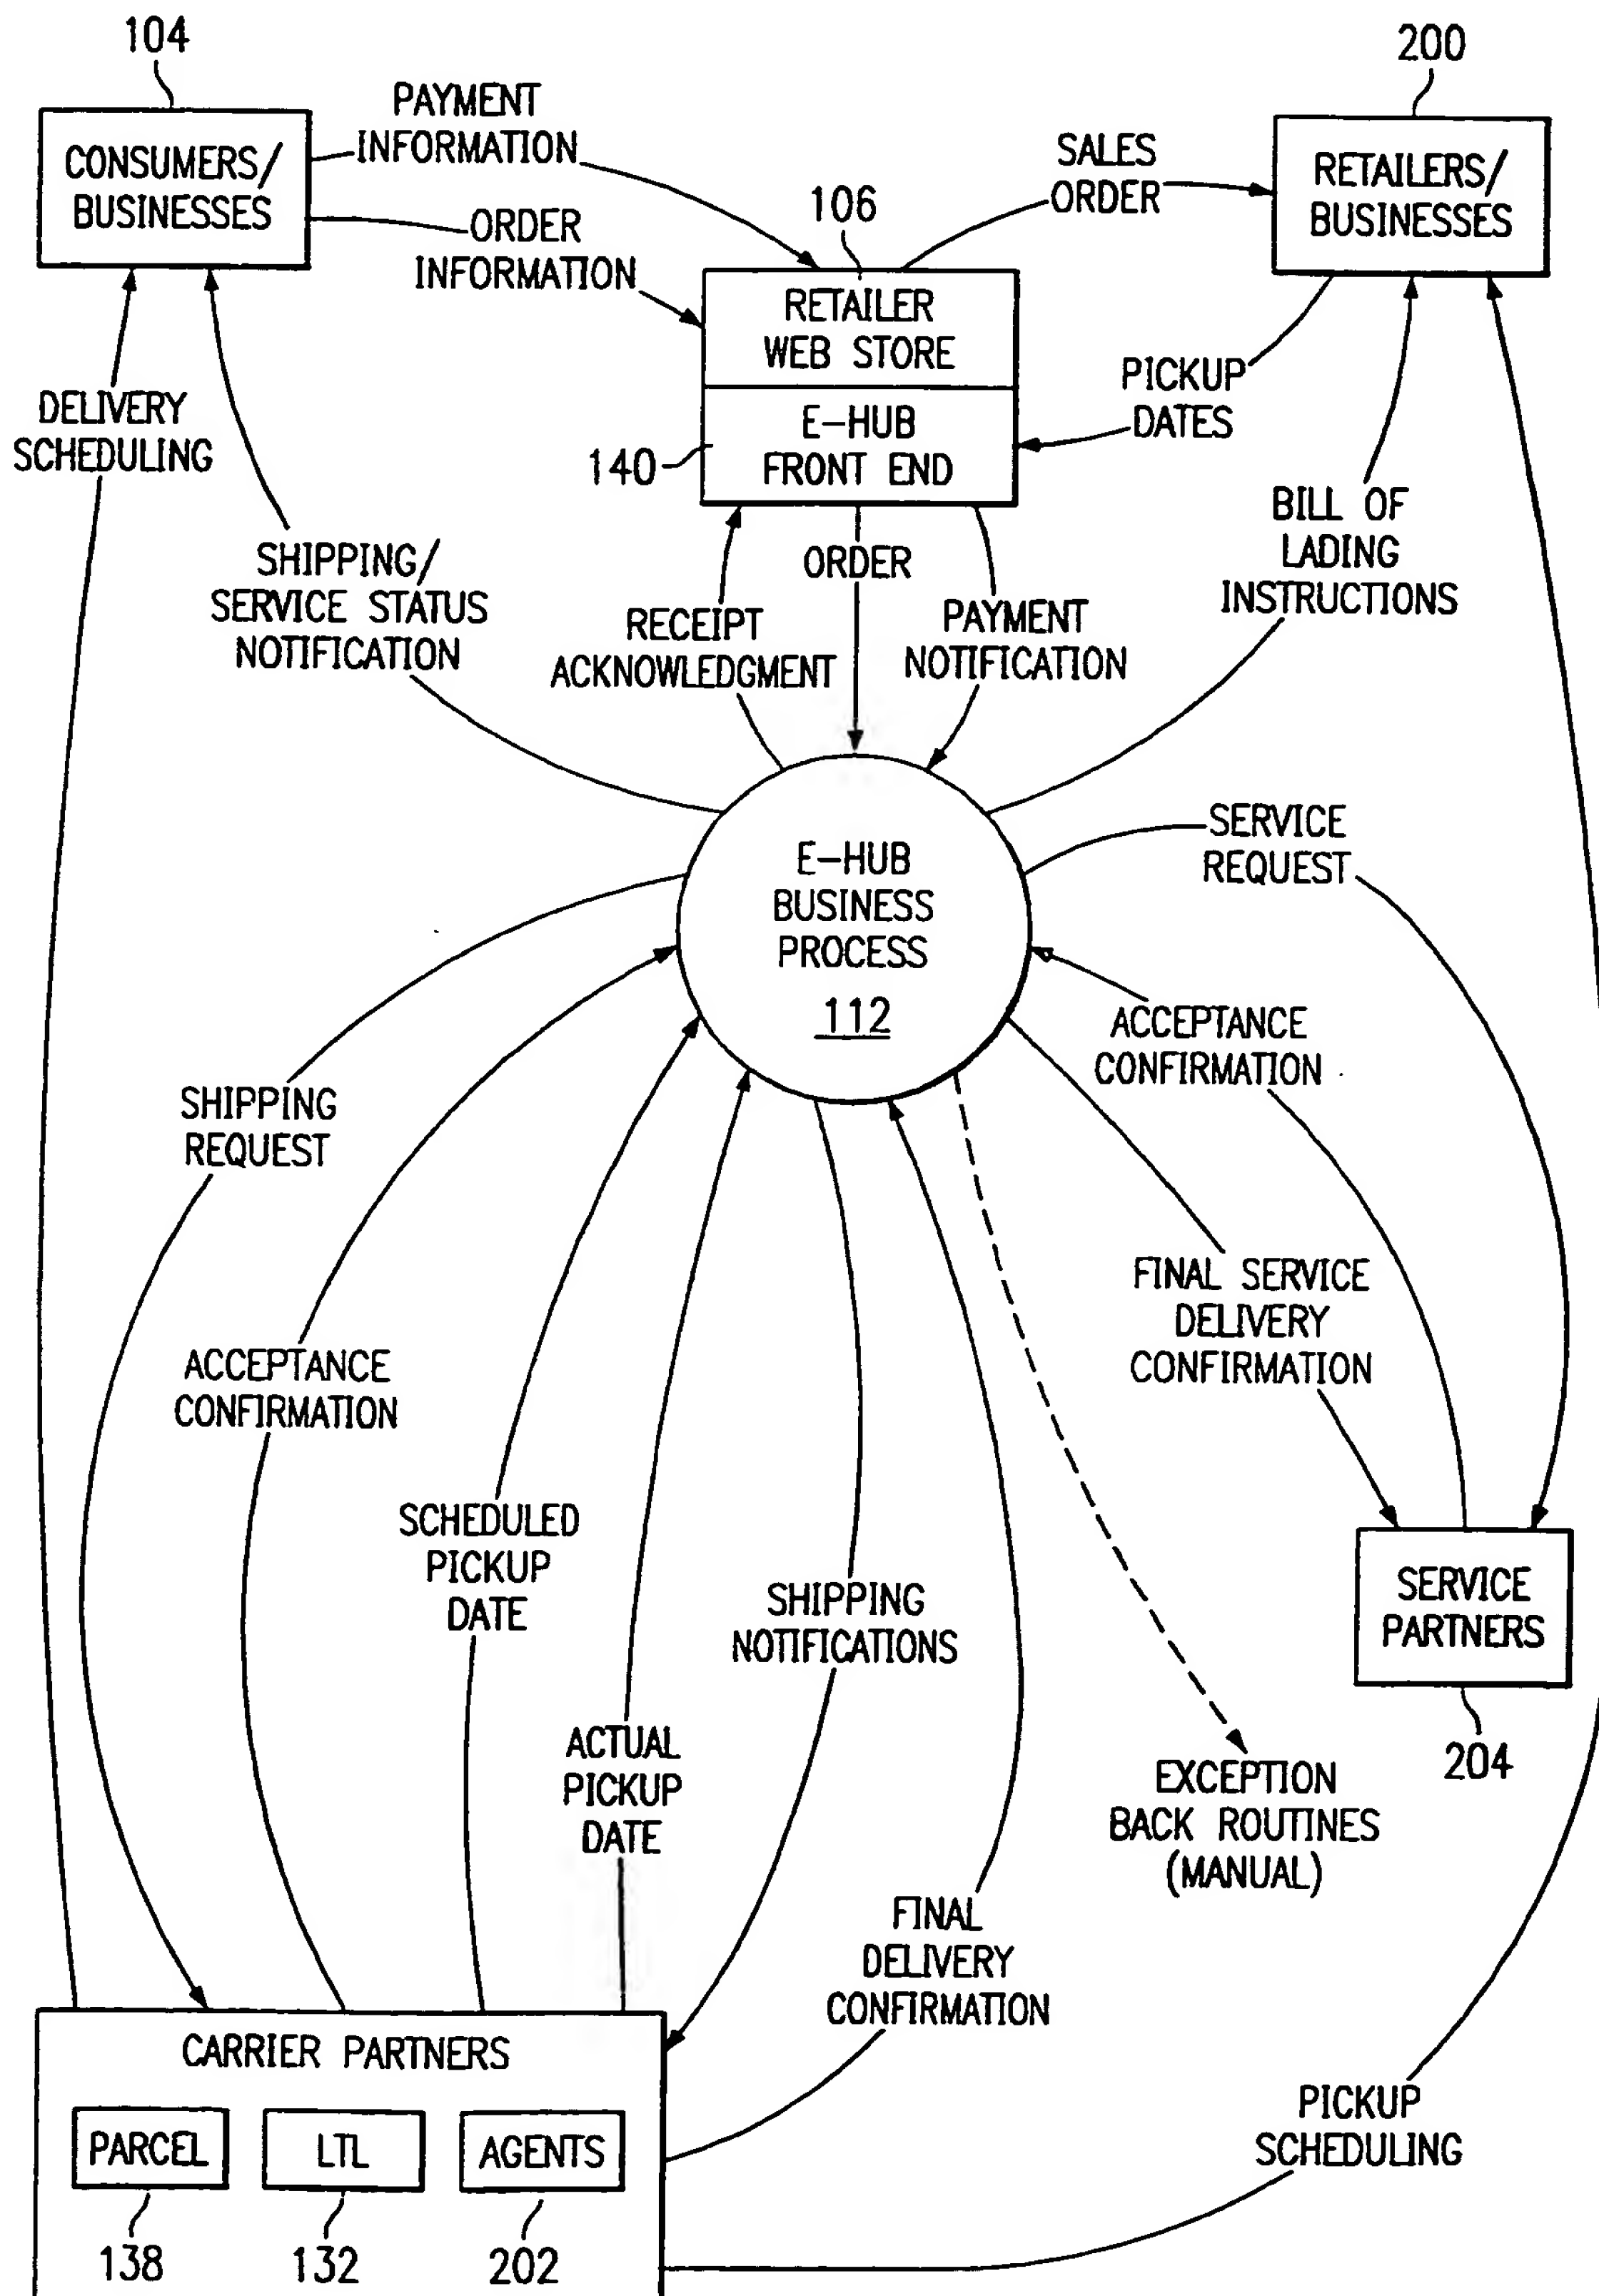 104
200
CONSUMERS/
BUSINESSES
PAYMENT
INFORMATION
ORDER
INFORMATION
106
SALES
ORDER
RETAILERS/
BUSINESSES
RETAILER
WEB STORE
E-HUB
FRONT END
140
PICKUP
DATES
DELIVERY
SCHEDULING
SHIPPING/
SERVICE STATUS
NOTIFICATION
RECEIPT
ACKNOWLEDGMENT
ORDER
PAYMENT
NOTIFICATION
BILL OF
LADING
INSTRUCTIONS
E-HUB
BUSINESS
PROCESS
112
SERVICE
REQUEST
ACCEPTANCE
CONFIRMATION
SHIPPING
REQUEST
ACCEPTANCE
CONFIRMATION
SCHEDULED
PICKUP
DATE
ACTUAL
PICKUP
DATE
SHIPPING
NOTIFICATIONS
FINAL SERVICE
DELIVERY
CONFIRMATION
SERVICE
PARTNERS
204
EXCEPTION
BACK ROUTINES
(MANUAL)
FINAL
DELIVERY
CONFIRMATION
PICKUP
SCHEDULING
CARRIER PARTNERS
PARCEL
LTL
AGENTS
138
132
202